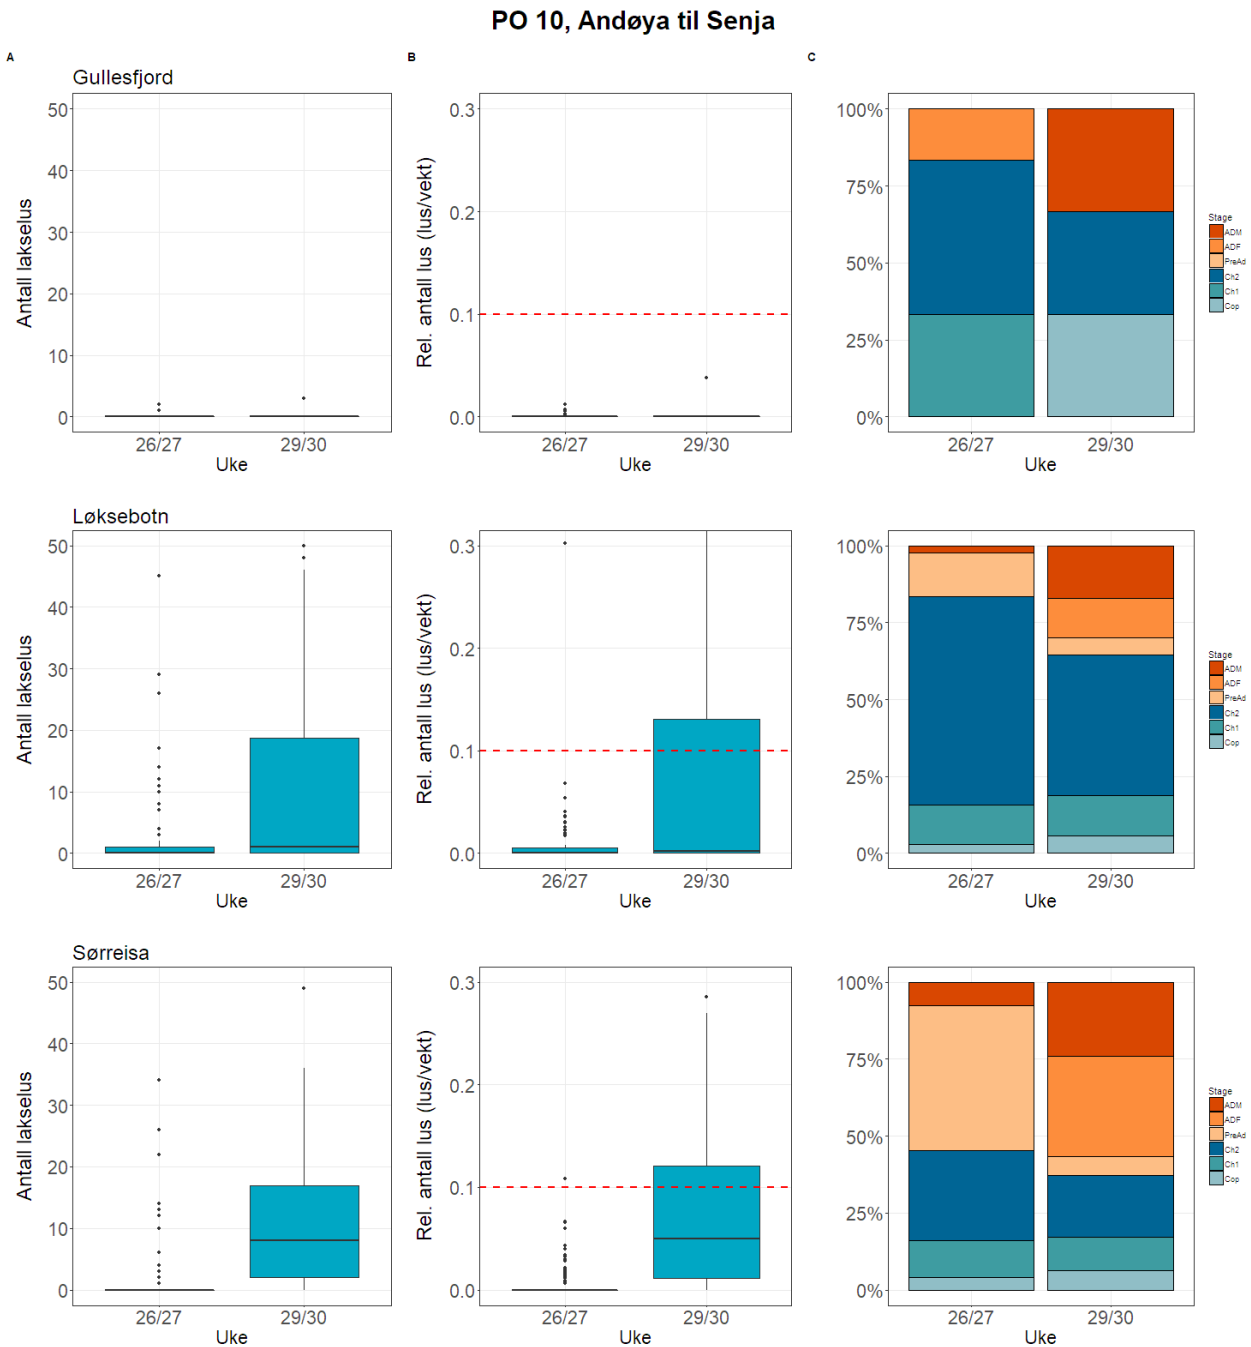 PO 10, Andøya til Senja
A
B
C
Gullesfjord
50
40
30
20
10
0
Antall lakselus
26/27
29/30
Uke
0.3
0.2
0.1
0.0
Rel. antall lus (lus/vekt)
26/27
29/30
Uke
100%
75%
50%
25%
0%
26/27
29/30
Uke
Stage
ADM
ADF
PreAd
Ch2
Ch1
Cop
Løksebotn
50
40
30
20
10
0
Antall lakselus
26/27
29/30
Uke
0.3
0.2
0.1
0.0
Rel. antall lus (lus/vekt)
26/27
29/30
Uke
100%
75%
50%
25%
0%
26/27
29/30
Uke
Stage
ADM
ADF
PreAd
Ch2
Ch1
Cop
Sørreisa
50
40
30
20
10
0
Antall lakselus
26/27
29/30
Uke
0.3
0.2
0.1
0.0
Rel. antall lus (lus/vekt)
26/27
29/30
Uke
100%
75%
50%
25%
0%
26/27
29/30
Uke
Stage
ADM
ADF
PreAd
Ch2
Ch1
Cop